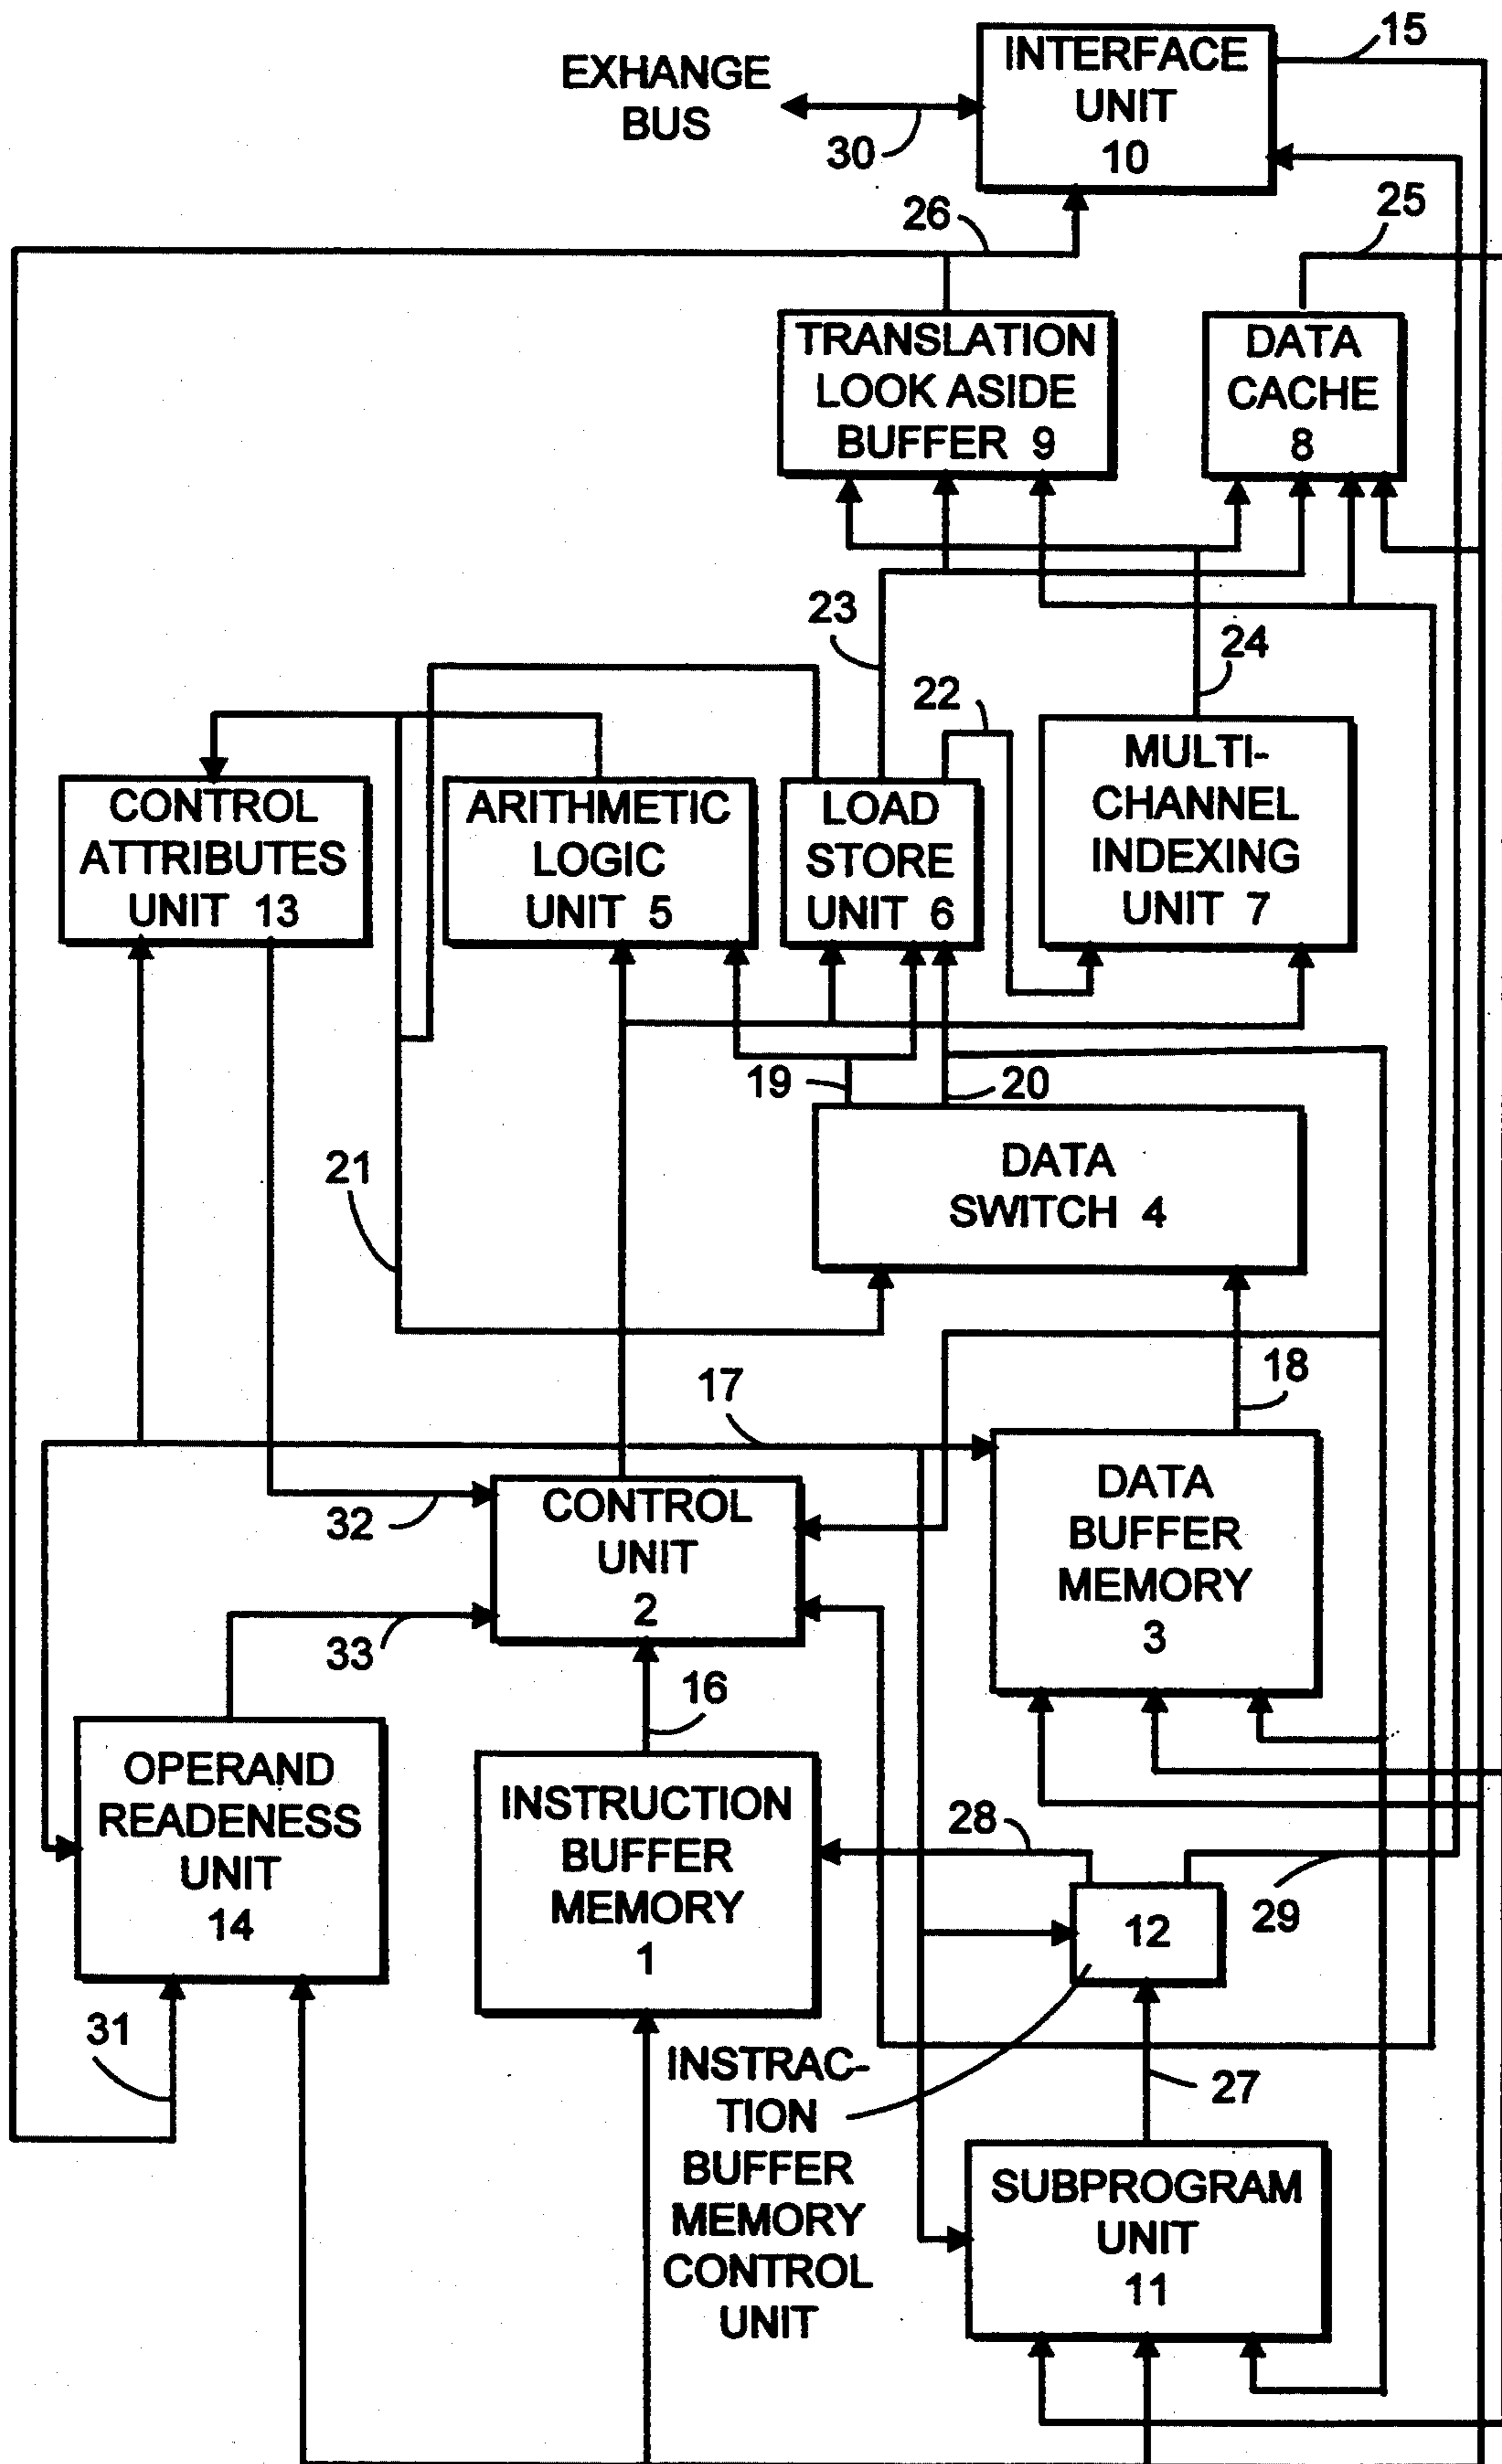 15
INTERFACE
UNIT
10
EXHANGE
BUS
30
26
25
TRANSLATION
LOOK ASIDE
BUFFER 9
DATA
CACHE
8
23
24
22
CONTROL
ATTRIBUTES
UNIT 13
ARITHMETIC
LOGIC
UNIT 5
LOAD
STORE
UNIT 6
MULTI-
CHANNEL
INDEXING
UNIT 7
19
20
21
DATA
SWITCH 4
17
18
32
CONTROL
UNIT
2
DATA
BUFFER
MEMORY
3
33
16
OPERAND
READENESS
UNIT
14
INSTRUCTION
BUFFER
MEMORY
1
28
29
12
31
INSTRAC-
TION
BUFFER
MEMORY
CONTROL
UNIT
27
SUBPROGRAM
UNIT
11